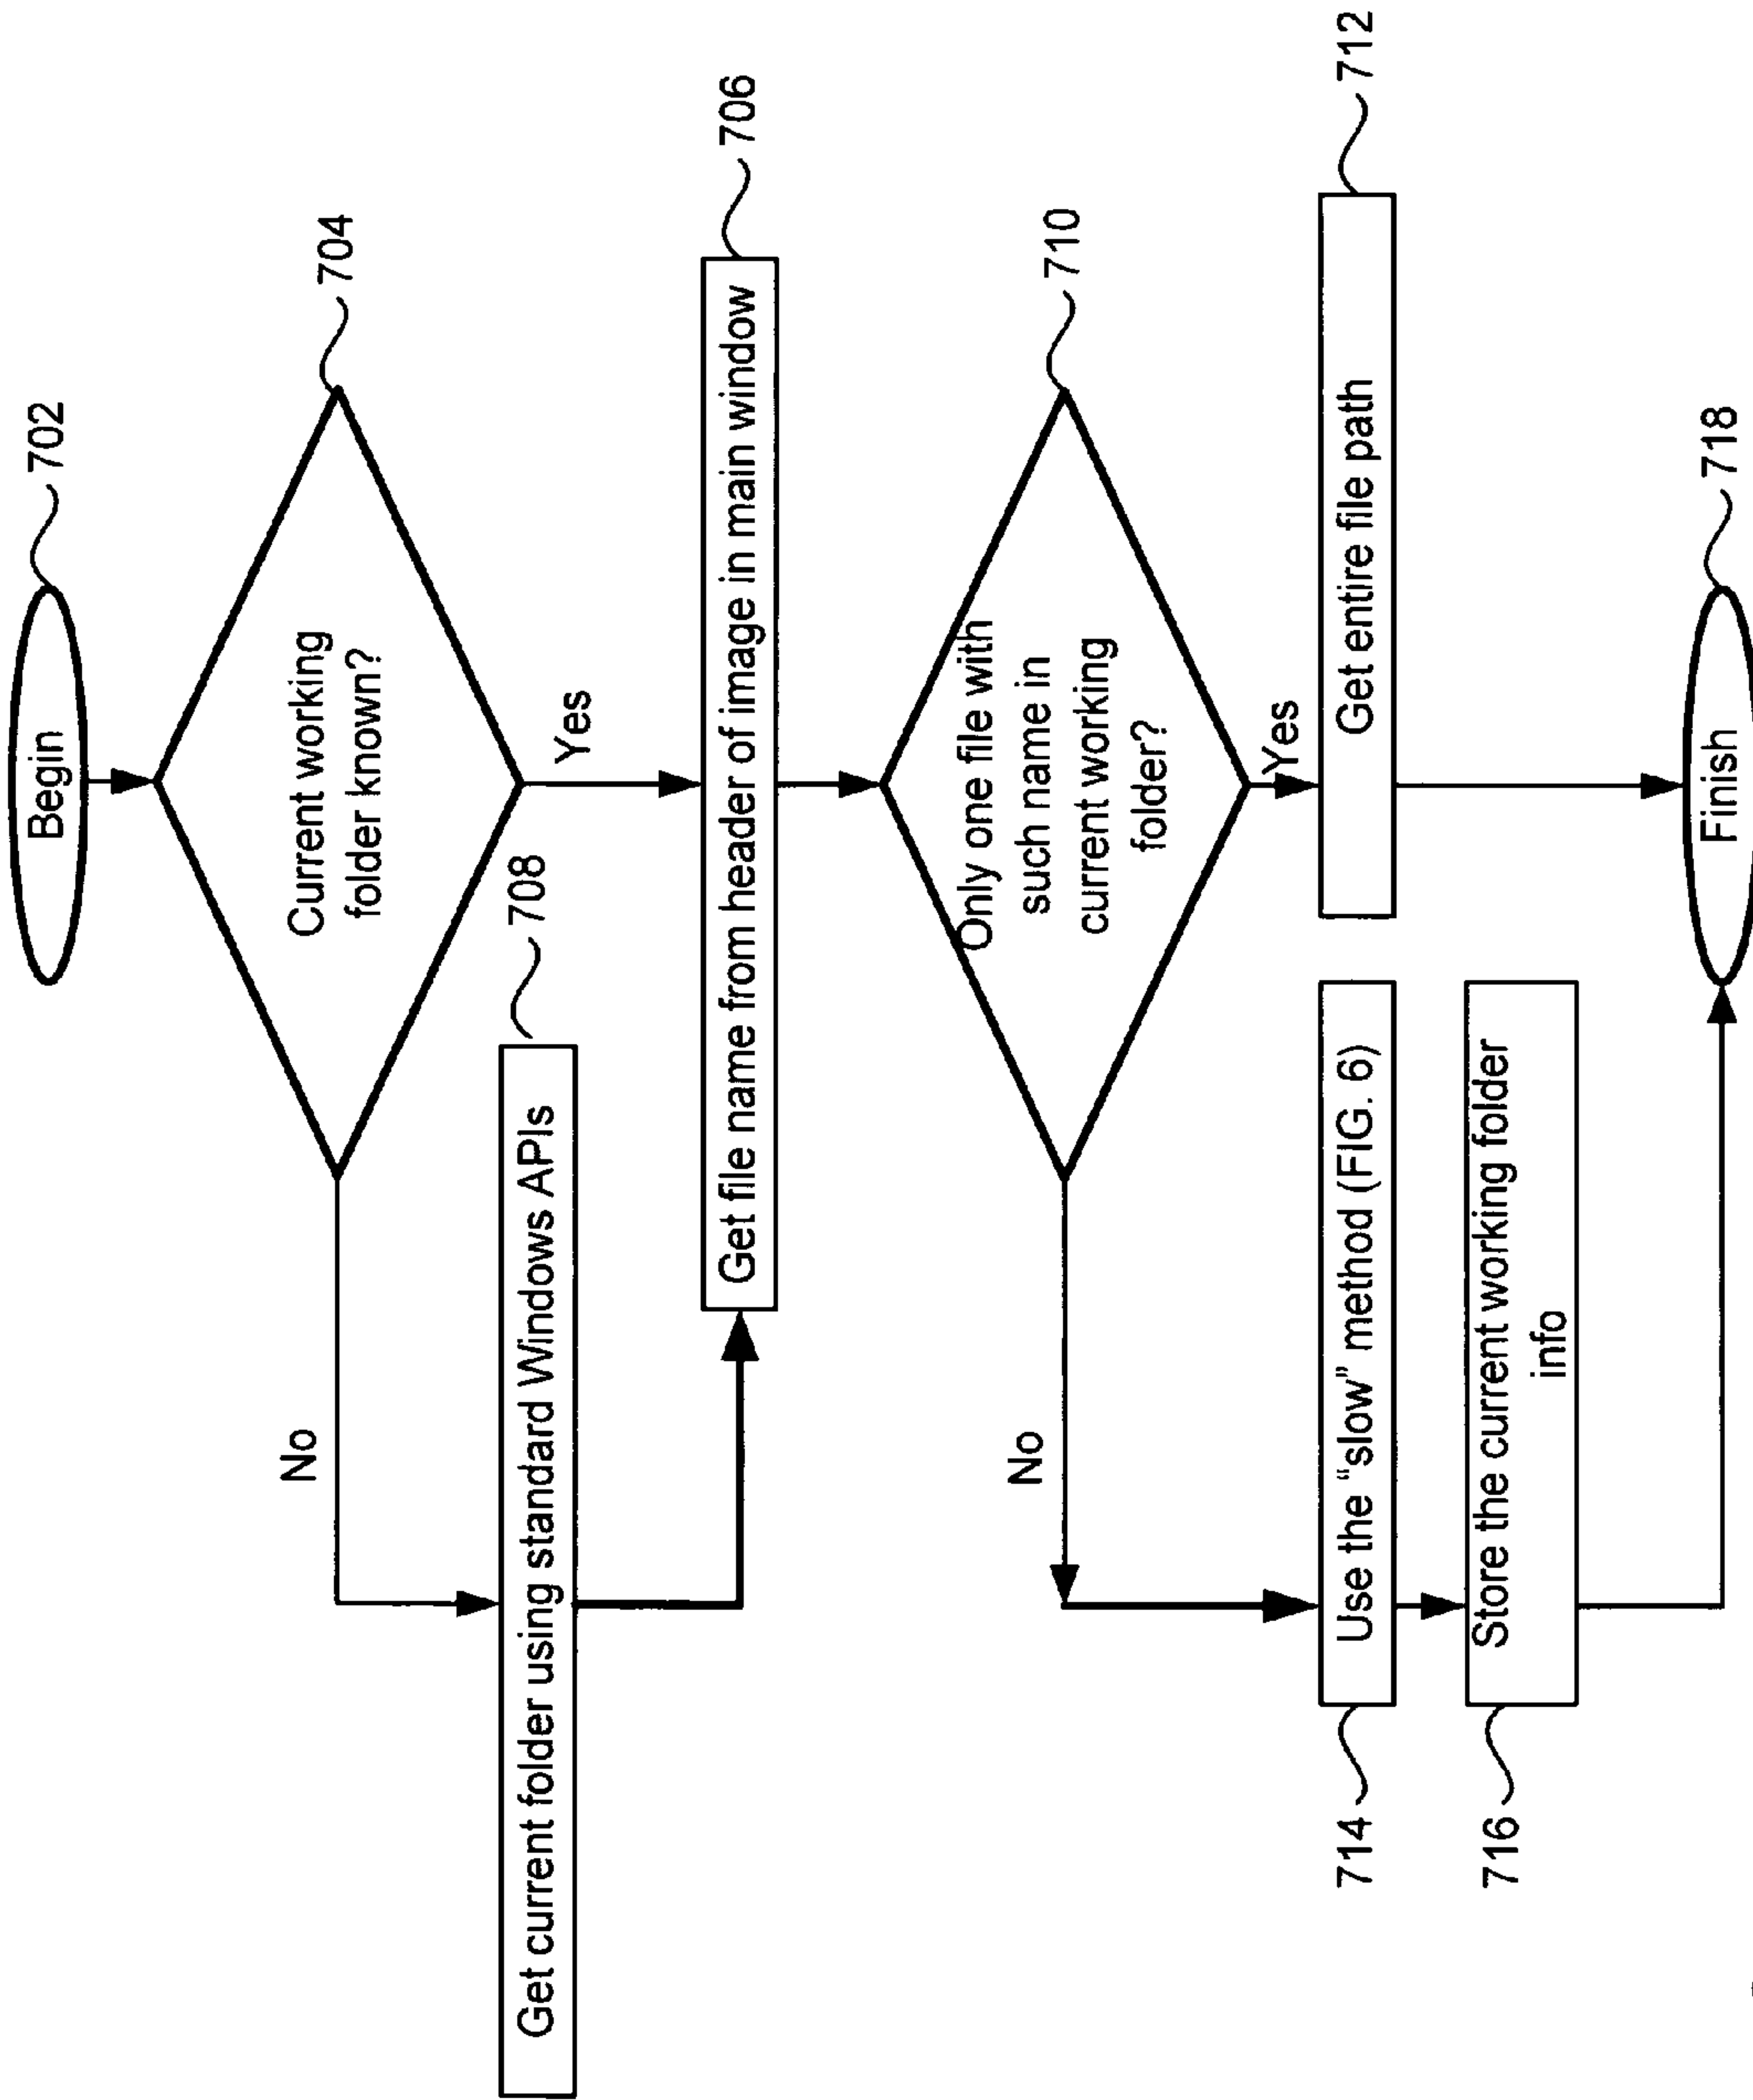 Begin
702
Current working
folder known?
704
No
Yes
Get current folder using standard Windows APIs
708
Get file name from header of image in main window
706
Only one file with
such name in
current working
folder?
710
No
Yes
Use the “slow” method (FIG. 6)
714
Get entire file path
712
Store the current working folder
info
716
Finish
718